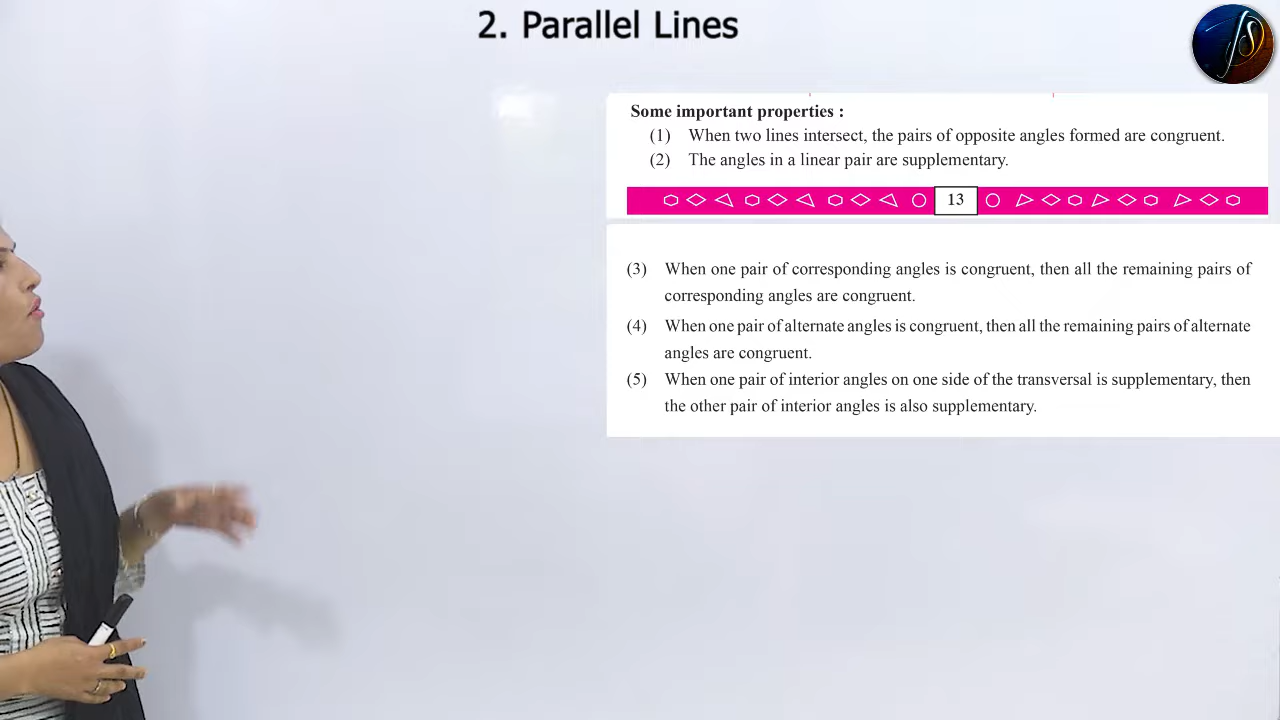 2. Parallel Lines
Some important properties :
(1) When two lines intersect, the pairs of opposite angles formed are congruent.
(2) The angles in a linear pair are supplementary.
13
(3) When one pair of corresponding angles is congruent, then all the remaining pairs of
corresponding angles are congruent.
(4) When one pair of alternate angles is congruent, then all the remaining pairs of alternate
angles are congruent.
(5) When one pair of interior angles on one side of the transversal is supplementary, then
the other pair of interior angles is also supplementary.